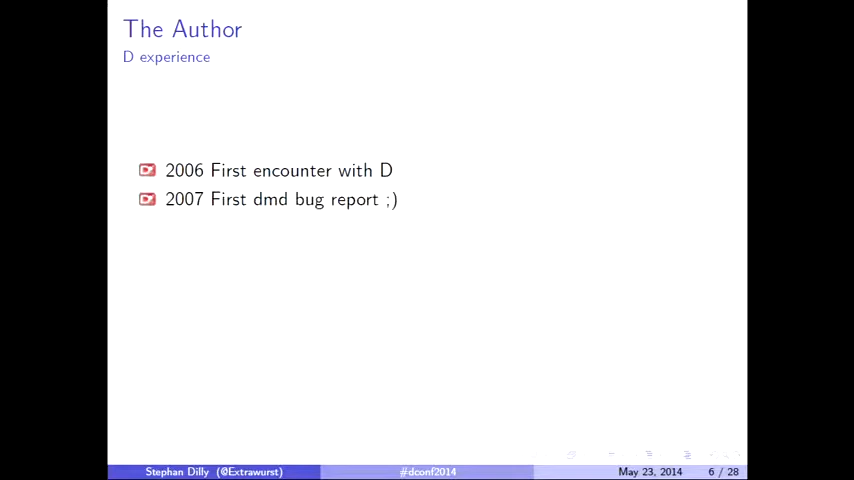 The Author
D experience
2006 First encounter with D
2007 First dmd bug report ;)
Stephan Dilly (@Extrawurst) #dconf2014 May 23, 2014 6 / 28